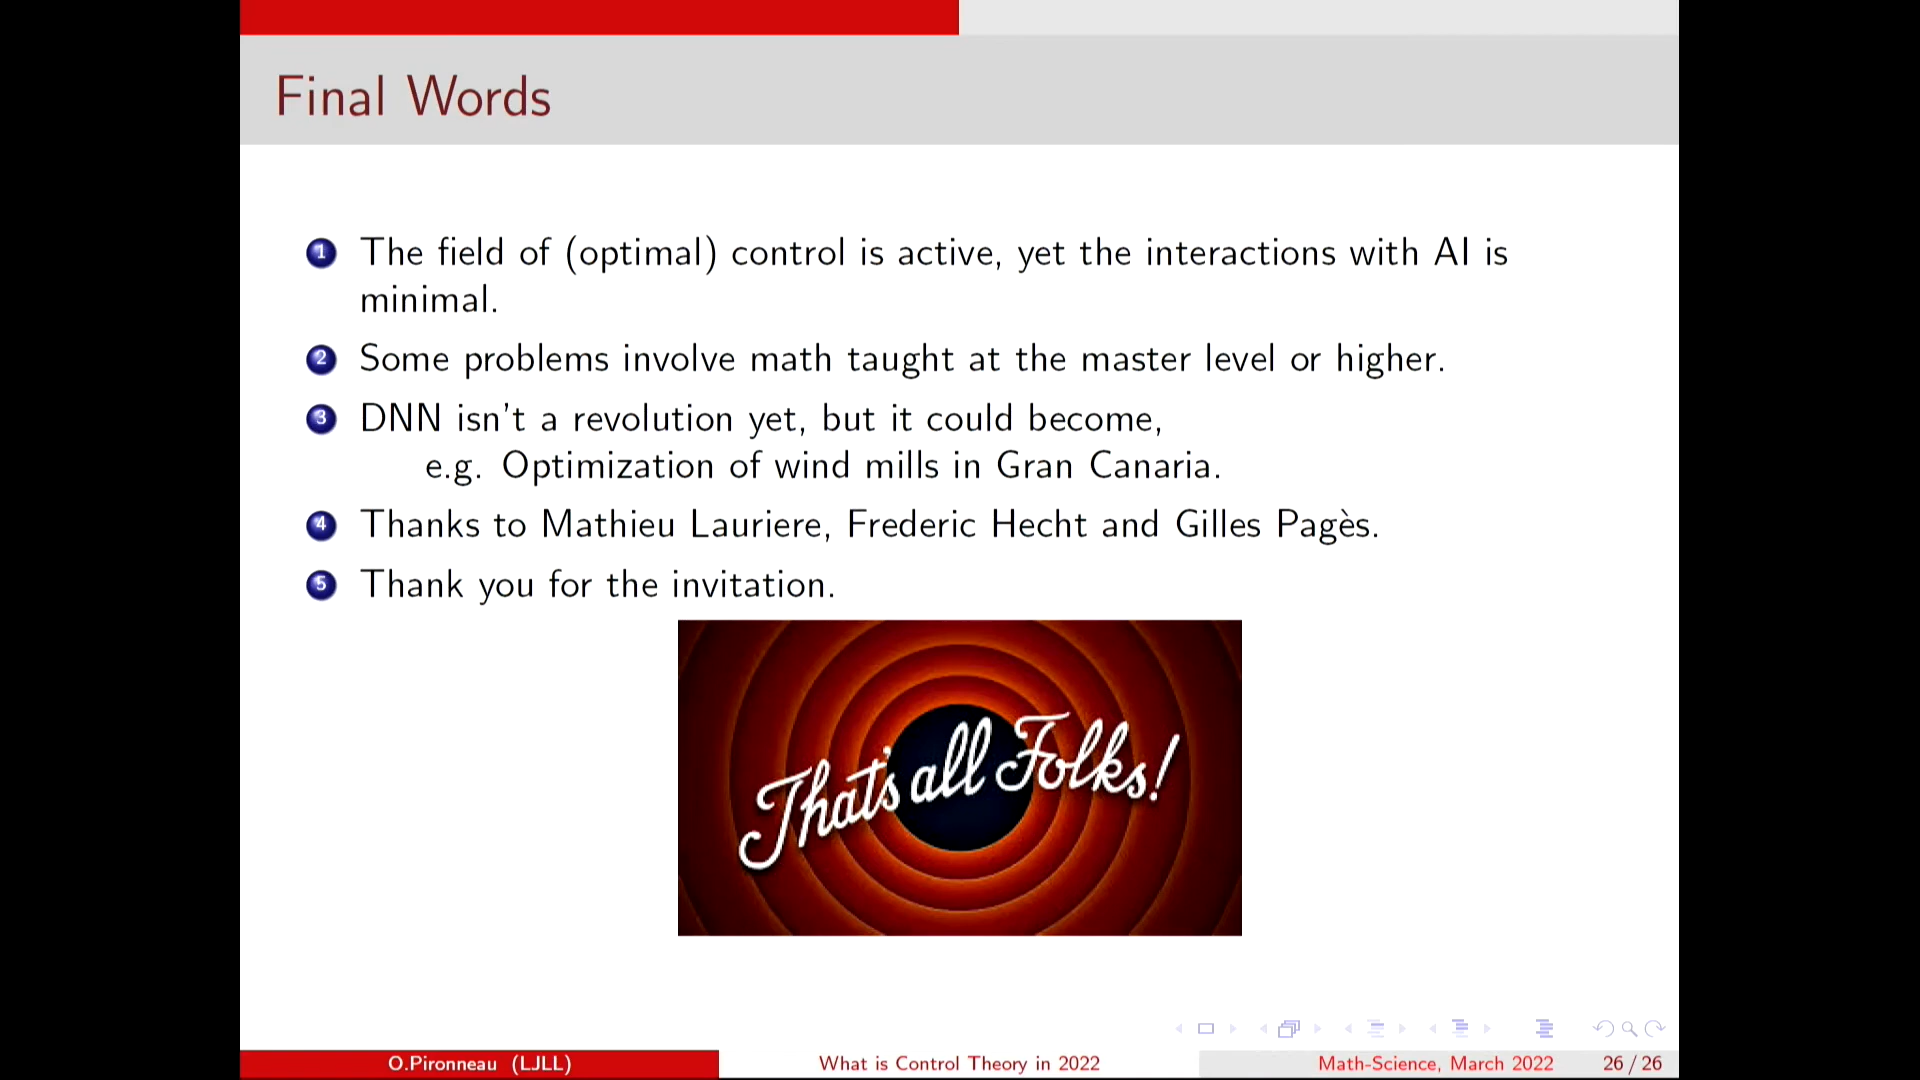 Final Words
1 The field of (optimal) control is active, yet the interactions with AI is
minimal.
2 Some problems involve math taught at the master level or higher.
3 DNN isn't a revolution yet, but it could become,
e.g. Optimization of wind mills in Gran Canaria.
4 Thanks to Mathieu Lauriere, Frederic Hecht and Gilles Pagès.
5 Thank you for the invitation.
That's all Folks!
O.Pironneau (LJLL) What is Control Theory in 2022 Math-Science, March 2022 26 / 26